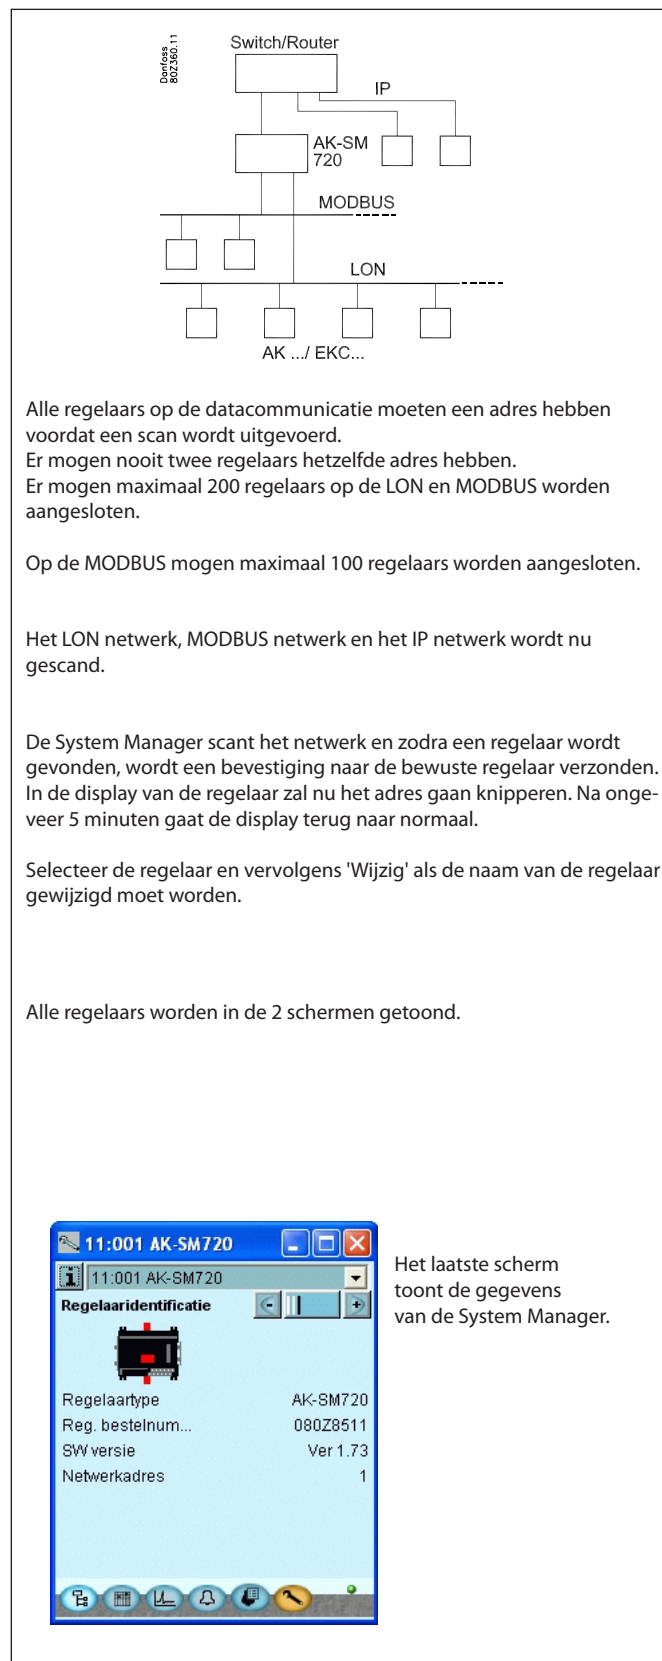 Danfoss
80Z360.11
Switch/Router
IP
AK-SM
720
MODBUS
LON
AK .../ EKC...
Alle regelaars op de datacommunicatie moeten een adres hebben
voordat een scan wordt uitgevoerd.
Er mogen nooit twee regelaars hetzelfde adres hebben.
Er mogen maximaal 200 regelaars op de LON en MODBUS worden
aangesloten.
Op de MODBUS mogen maximaal 100 regelaars worden aangesloten.
Het LON netwerk, MODBUS netwerk en het IP netwerk wordt nu
gescand.
De System Manager scant het netwerk en zodra een regelaar wordt
gevonden, wordt een bevestiging naar de bewuste regelaar verzonden.
In de display van de regelaar zal nu het adres gaan knipperen. Na onge-
veer 5 minuten gaat de display terug naar normaal.
Selecteer de regelaar en vervolgens 'Wijzig' als de naam van de regelaar
gewijzigd moet worden.
Alle regelaars worden in de 2 schermen getoond.
11:001 AK-SM720
11:001 AK-SM720
Regelaaridentificatie
Regelaartype AK-SM720
Reg. bestelnum... 080Z8511
SW versie Ver 1.73
Netwerkadres 1
Het laatste scherm
toont de gegevens
van de System Manager.